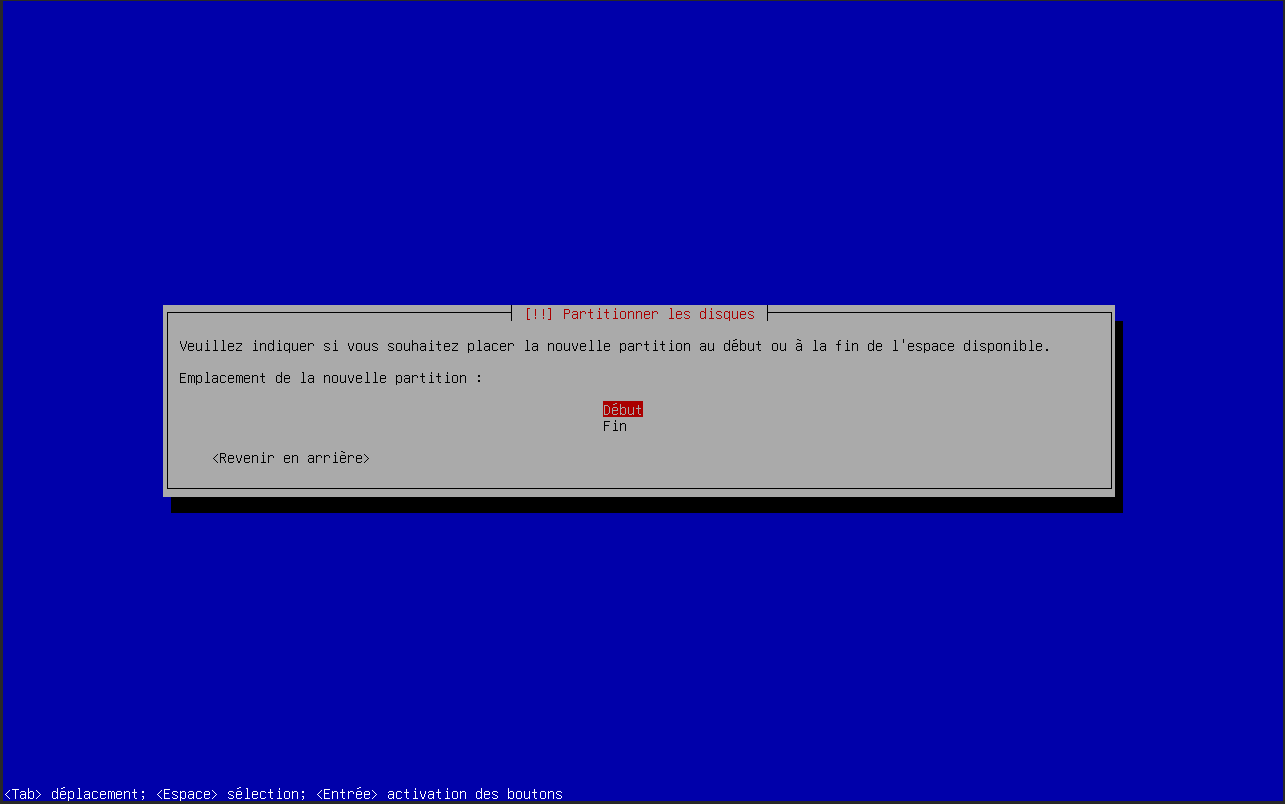 [!!] Partitionner les disques
Veuillez indiquer si vous souhaitez placer la nouvelle partition au début ou à la fin de l'espace disponible.
Emplacement de la nouvelle partition :
Début
Fin
<Revenir en arrière>
<Tab> déplacement; <Espace> sélection; <Entrée> activation des boutons